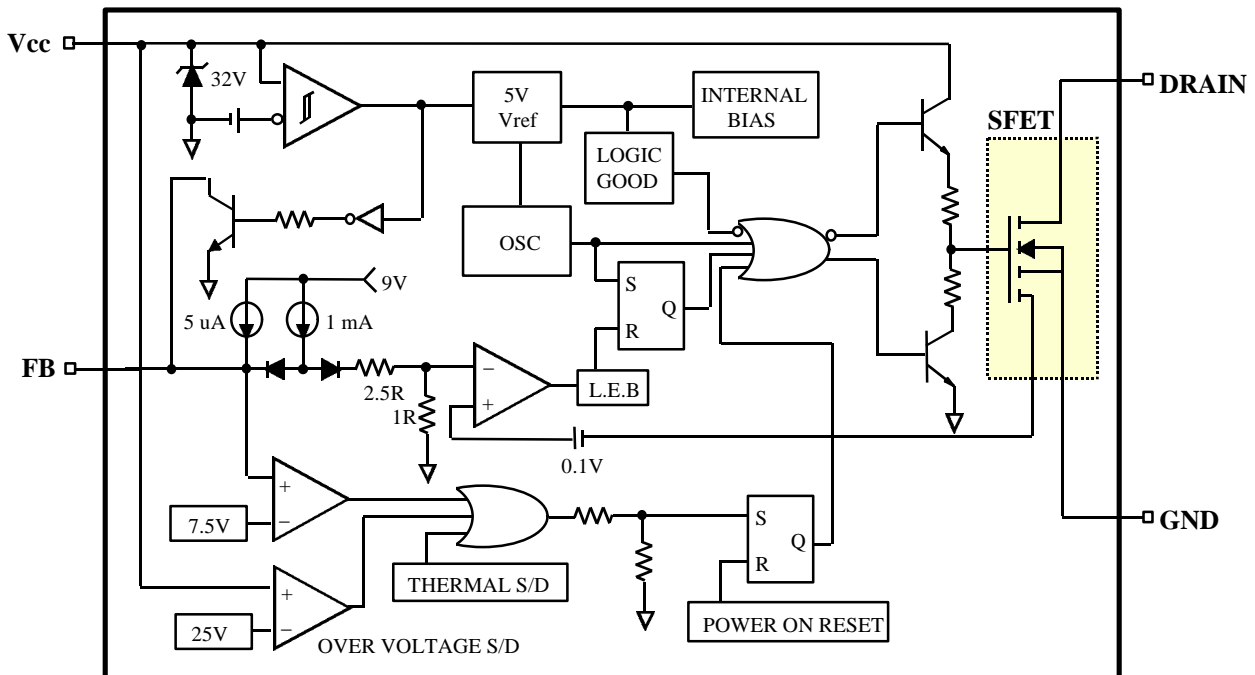 Vcc
32V
5V
Vref
INTERNAL
BIAS
DRAIN
SFET
LOGIC
GOOD
OSC
9V
5 uA
1 mA
S
R
Q
FB
2.5R
1R
−
+
L.E.B
0.1V
+
−
7.5V
THERMAL S/D
S
R
Q
GND
+
−
25V
OVER VOLTAGE S/D
POWER ON RESET